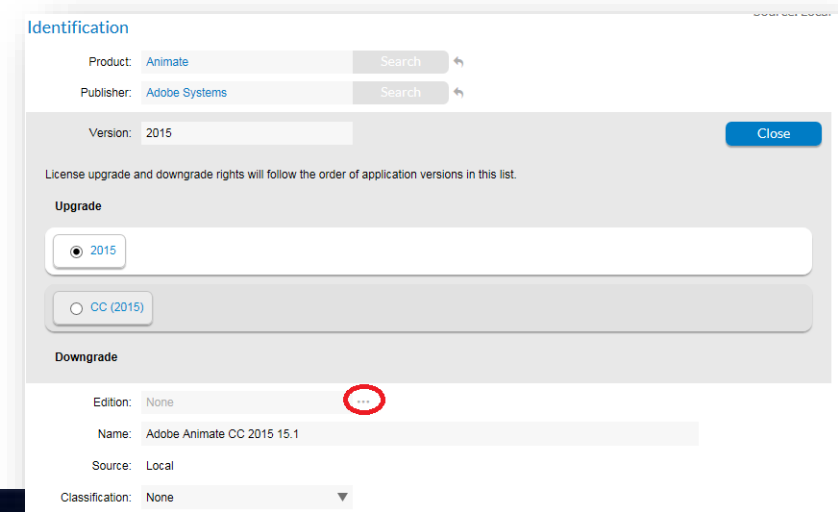 Source: Local
Identification
Product: Animate Search
Publisher: Adobe Systems Search
Version: 2015 Close
License upgrade and downgrade rights will follow the order of application versions in this list.
Upgrade
2015
CC (2015)
Downgrade
Edition: None ...
Name: Adobe Animate CC 2015 15.1
Source: Local
Classification: None